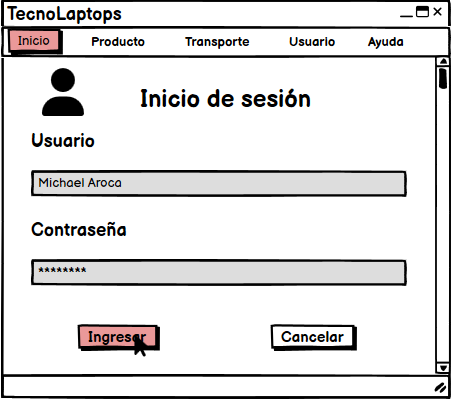 TecnoLaptops
Inicio Producto Transporte Usuario Ayuda
Inicio de sesión
Usuario
Michael Aroca
Contraseña
********
Ingresar Cancelar